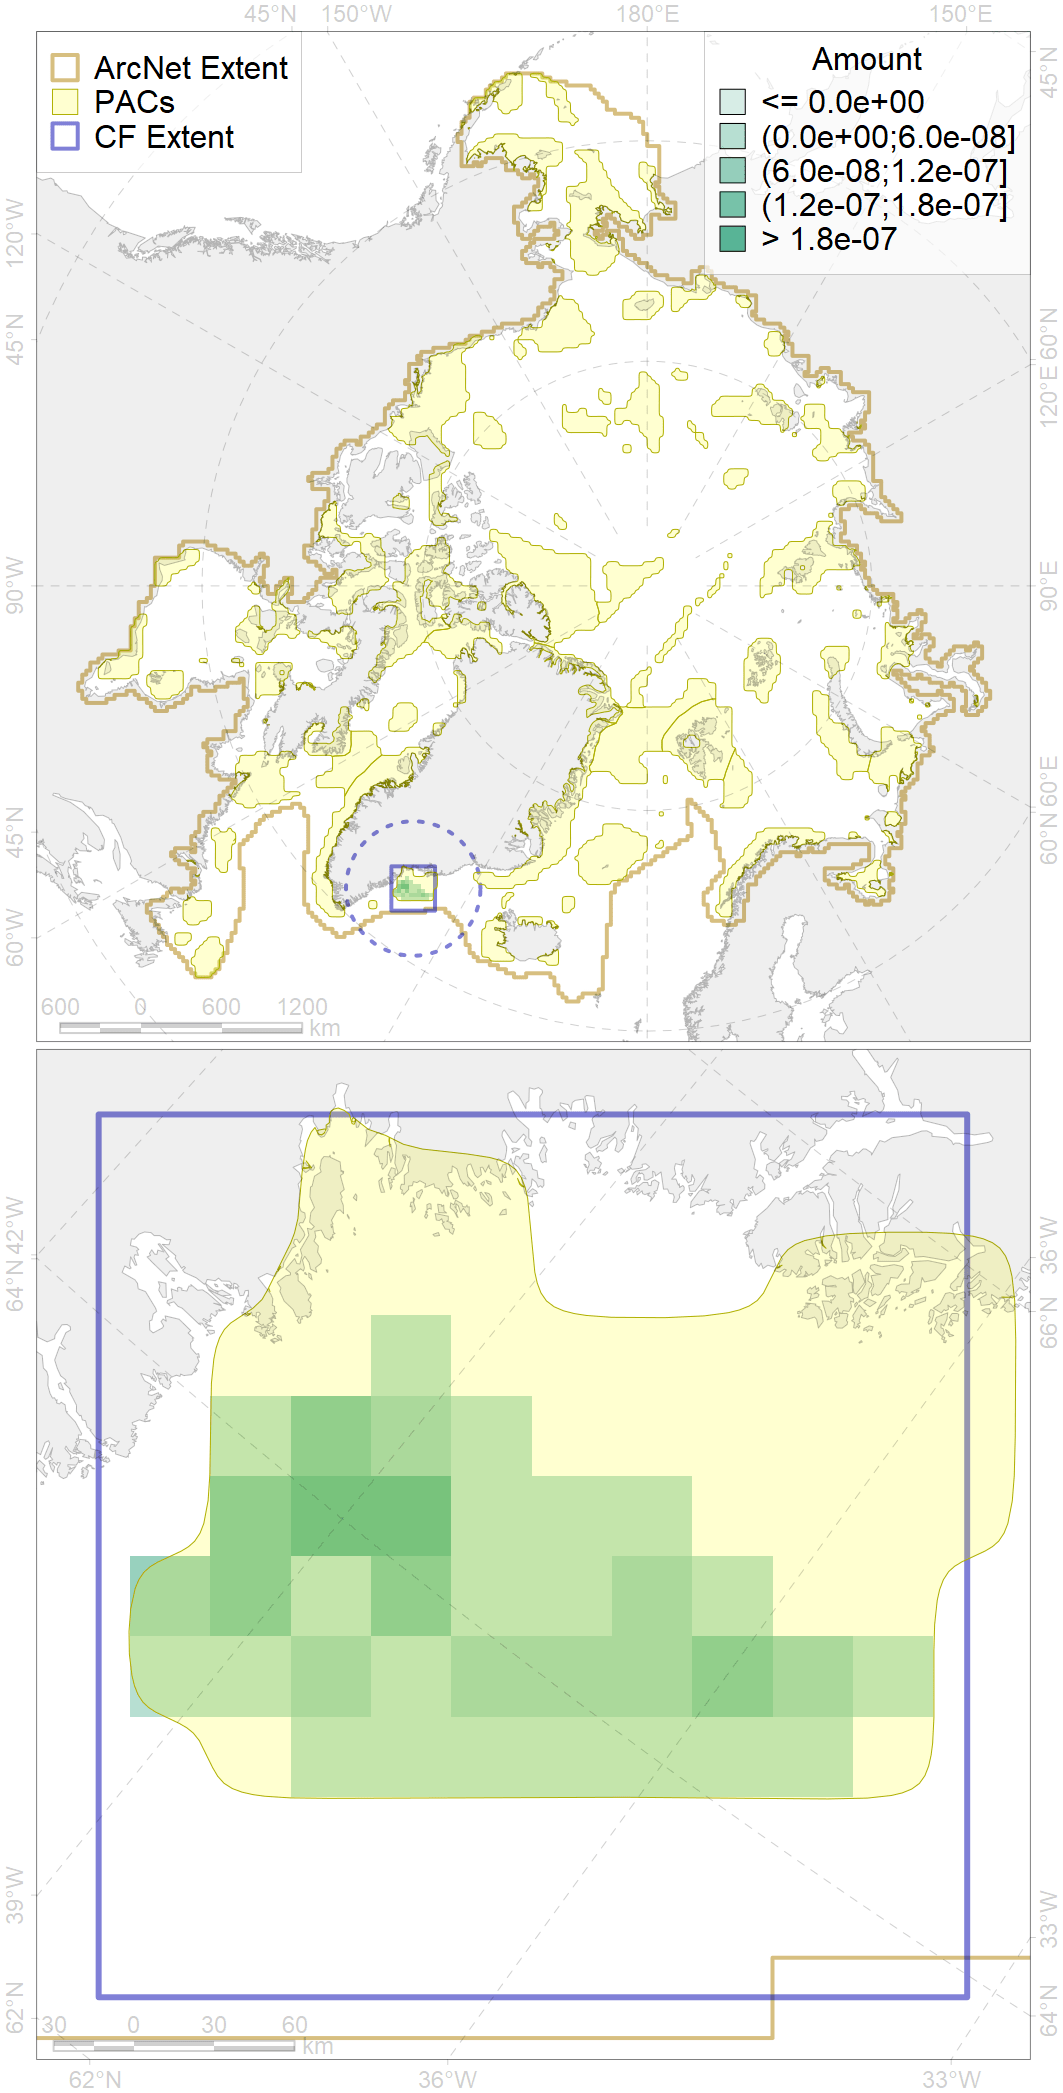 45°N 150°W 180°E 150°E
ArcNet Extent
PACs
CF Extent
Amount
<= 0.0e+00
(0.0e+00;6.0e-08]
(6.0e-08;1.2e-07]
(1.2e-07;1.8e-07]
> 1.8e-07
120°W
45°N
90°W
45°N
60°W
45°N
60°N
120°E
90°E
60°E
60°N
600 0 600 1200
km
42°W
64°N
39°W
62°N
36°W
66°N
33°W
64°N
30 0 30 60
km
62°N 36°W 33°W